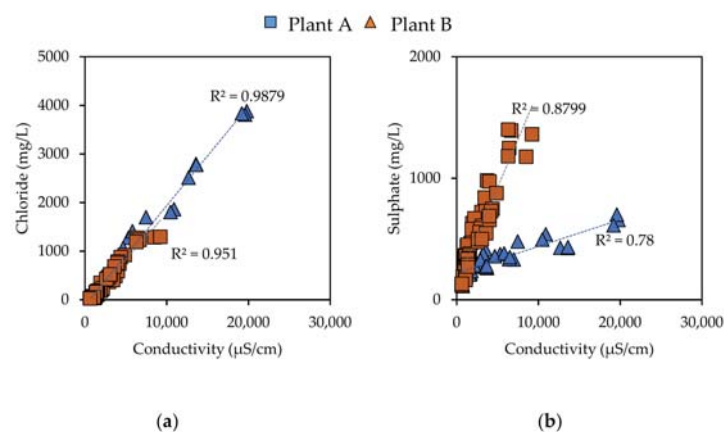 Plant A Plant B
5000
4000
3000
2000
1000
0
Chloride (mg/L)
R² = 0.9879
R² = 0.951
0 10,000 20,000 30,000
Conductivity (µS/cm)
(a)
2000
1000
0
Sulphate (mg/L)
R² = 0.8799
R² = 0.78
0 10,000 20,000 30,000
Conductivity (µS/cm)
(b)